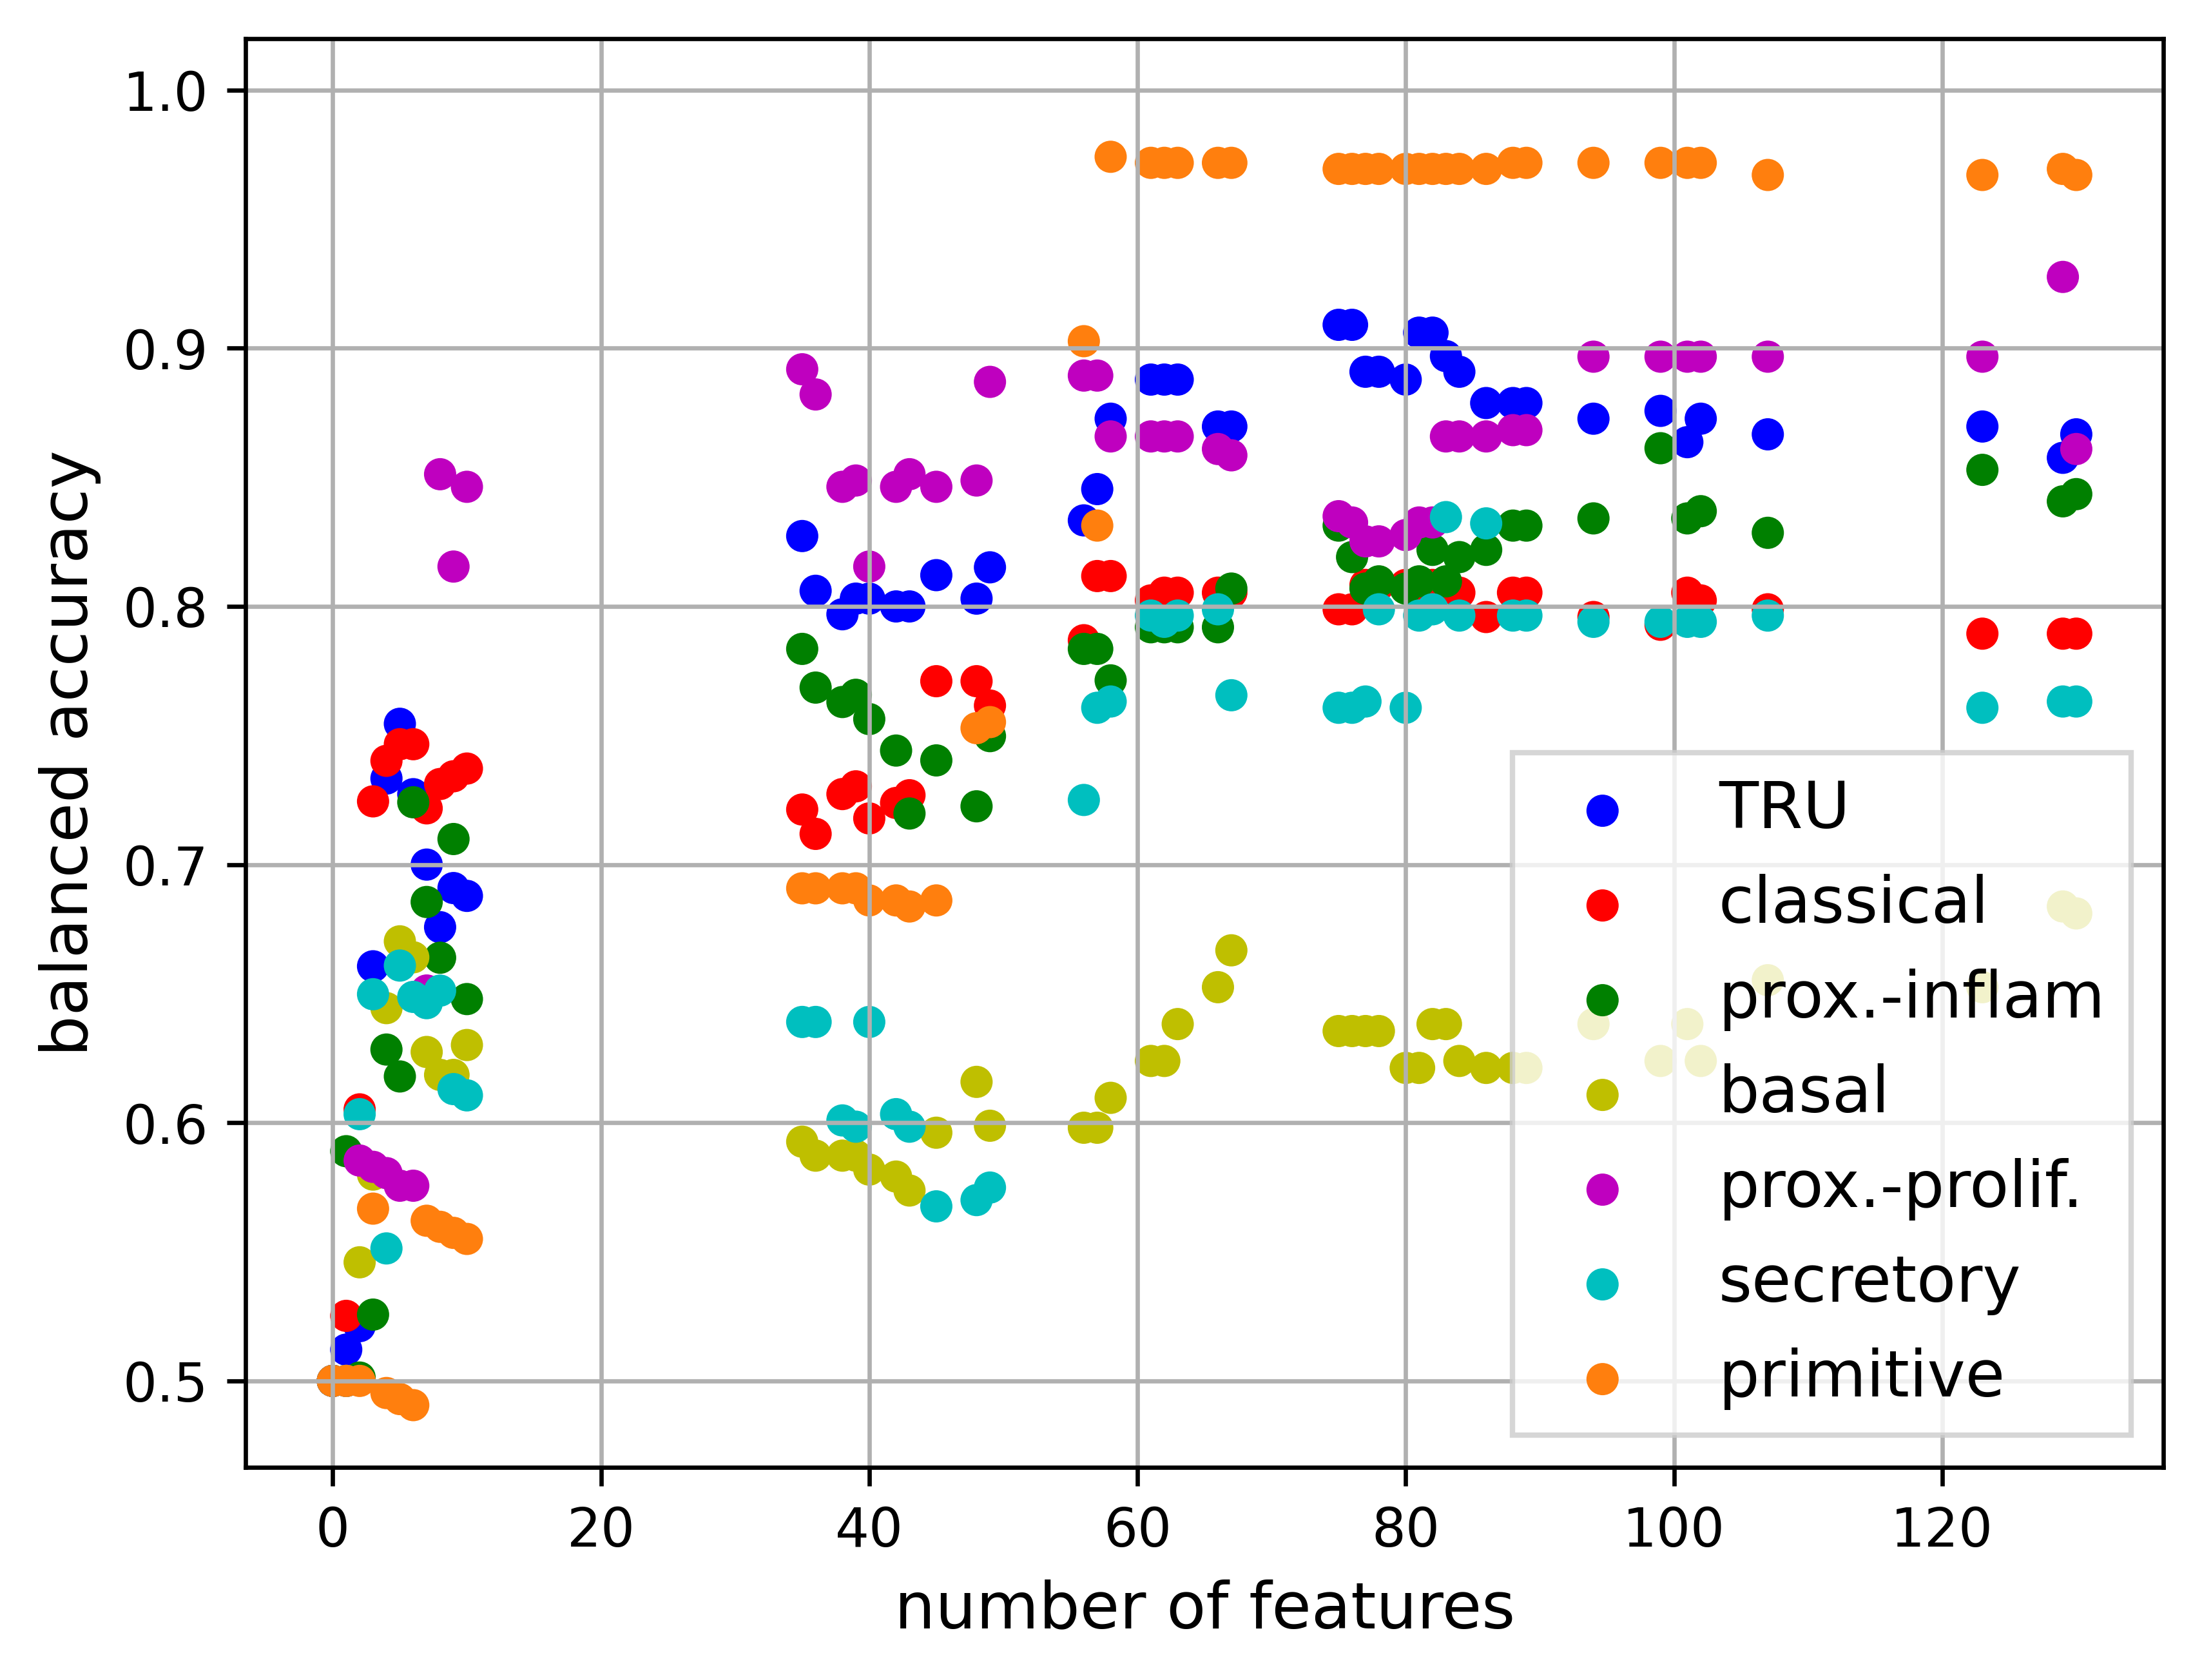 1.0
0.9
0.8
0.7
0.6
0.5
balanced accuracy
TRU
classical
prox.-inflam
basal
prox.-prolif.
secretory
primitive
0 20 40 60 80 100 120
number of features